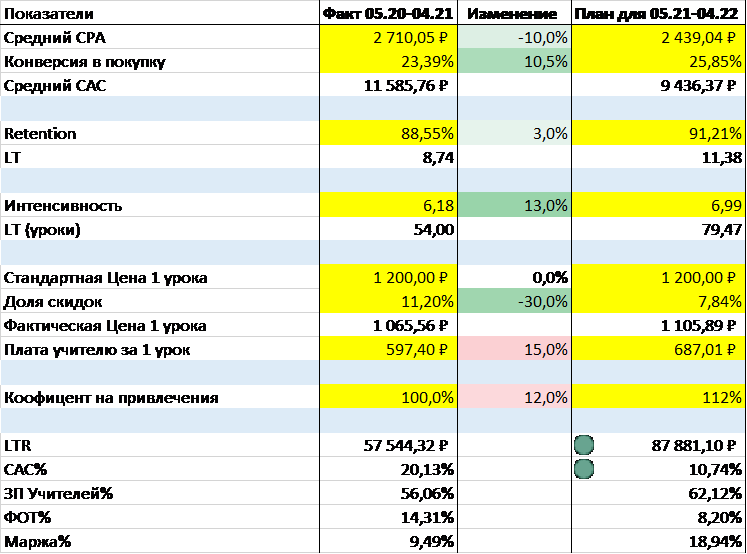 Показатели Факт 05.20-04.21 Изменение План для 05.21-04.22
Средний CPA 2 710,05 ₽ -10,0% 2 439,04 ₽
Конверсия в покупку 23,39% 10,5% 25,85%
Средний CAC 11 585,76 ₽ 9 436,37 ₽
Retention 88,55% 3,0% 91,21%
LT 8,74 11,38
Интенсивность 6,18 13,0% 6,99
LT (уроки) 54,00 79,47
Стандартная Цена 1 урока 1 200,00 ₽ 0,0% 1 200,00 ₽
Доля скидок 11,20% -30,0% 7,84%
Фактическая Цена 1 урока 1 065,56 ₽ 1 105,89 ₽
Плата учителю за 1 урок 597,40 ₽ 15,0% 687,01 ₽
Коофицент на привлечения 100,0% 12,0% 112%
LTR 57 544,32 ₽ 87 881,10 ₽
CAC% 20,13% 10,74%
ЗП Учителей% 56,06% 62,12%
ФОТ% 14,31% 8,20%
Маржа% 9,49% 18,94%